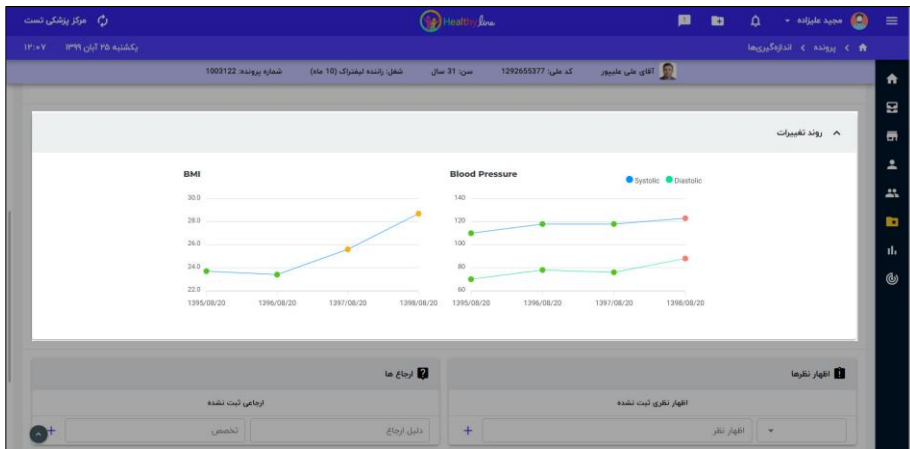 مجید علیزاده
Healthy line
مرکز پزشکی تست
پرونده > اندازه‌گیری‌ها
یکشنبه ۲۵ آبان ۱۳۹۹ ۱۲:۰۷
آقای علی علیپور کد ملی: 1292655377 سن: 31 سال شغل: راننده لیفتراک (10 ماه) شماره پرونده: 1003122
روند تغییرات
BMI
30.0
28.0
26.0
24.0
22.0
1395/08/20 1396/08/20 1397/08/20 1398/08/20
Blood Pressure
Systolic Diastolic
140
120
100
80
60
1395/08/20 1396/08/20 1397/08/20 1398/08/20
اظهار نظرها
اظهار نظری ثبت نشده
اظهار نظر
ارجاع ها
ارجاعی ثبت نشده
دلیل ارجاع
تخصص